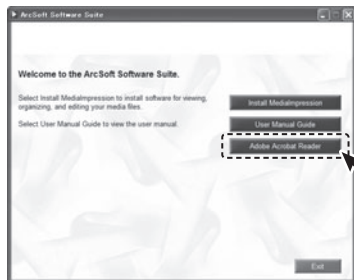 ArcSoft Software Suite
Welcome to the ArcSoft Software Suite.
Select Install MediaImpression to install software for viewing,
organizing, and editing your media files.
Install MediaImpression
Select User Manual Guide to view the user manual.
User Manual Guide
Adobe Acrobat Reader
Exit